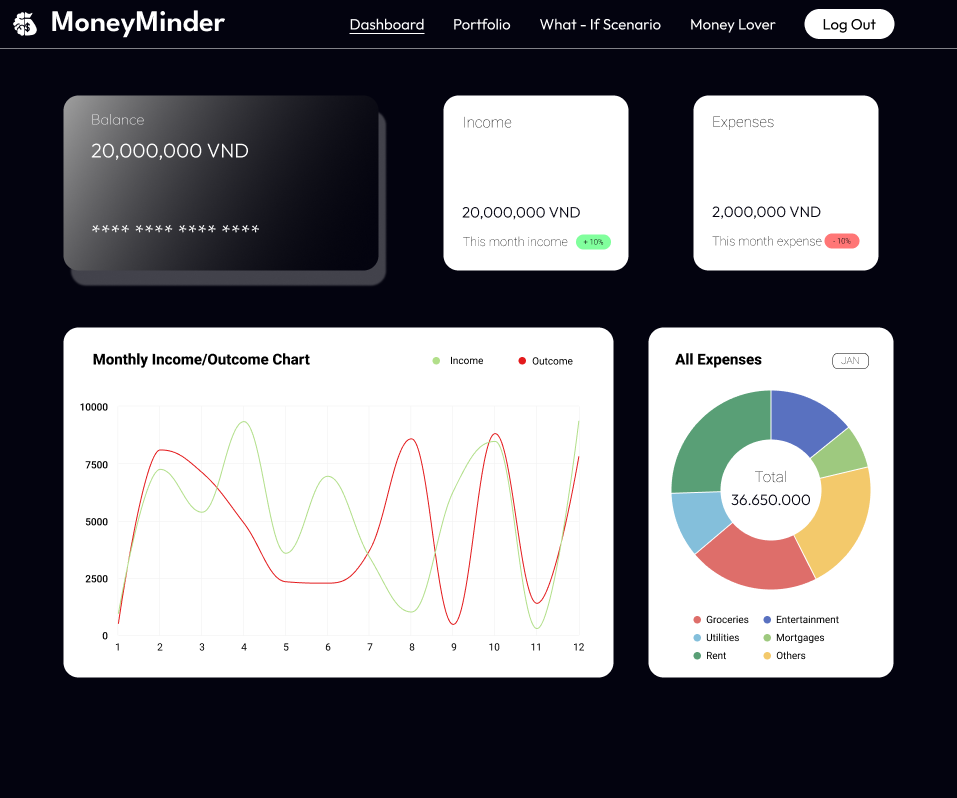 MoneyMinder
Dashboard Portfolio What - If Scenario Money Lover Log Out
Balance
20,000,000 VND
**** **** **** ****
Income
20,000,000 VND
This month income + 10%
Expenses
2,000,000 VND
This month expense - 10%
Monthly Income/Outcome Chart
Income Outcome
10000
7500
5000
2500
0
1 2 3 4 5 6 7 8 9 10 11 12
All Expenses JAN
Total
36.650.000
Groceries Entertainment
Utilities Mortgages
Rent Others